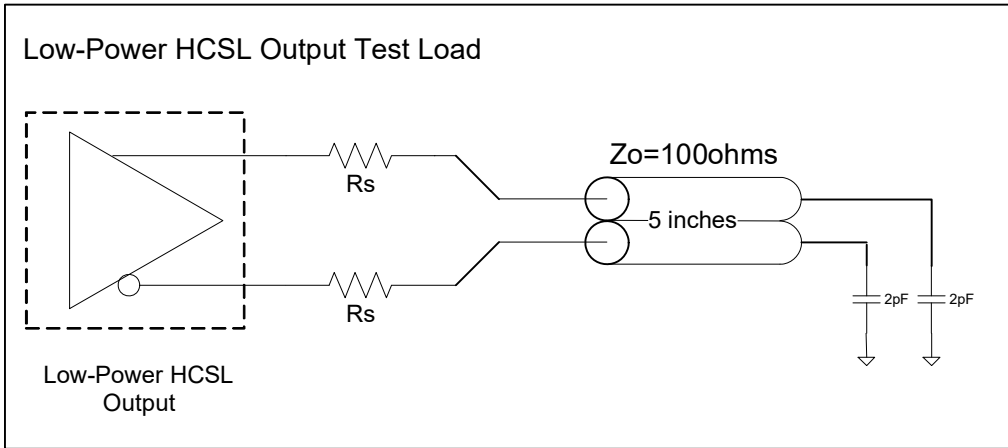 Low-Power HCSL Output Test Load
Rs
Zo=100ohms
5 inches
Rs
2pF
2pF
Low-Power HCSL
Output